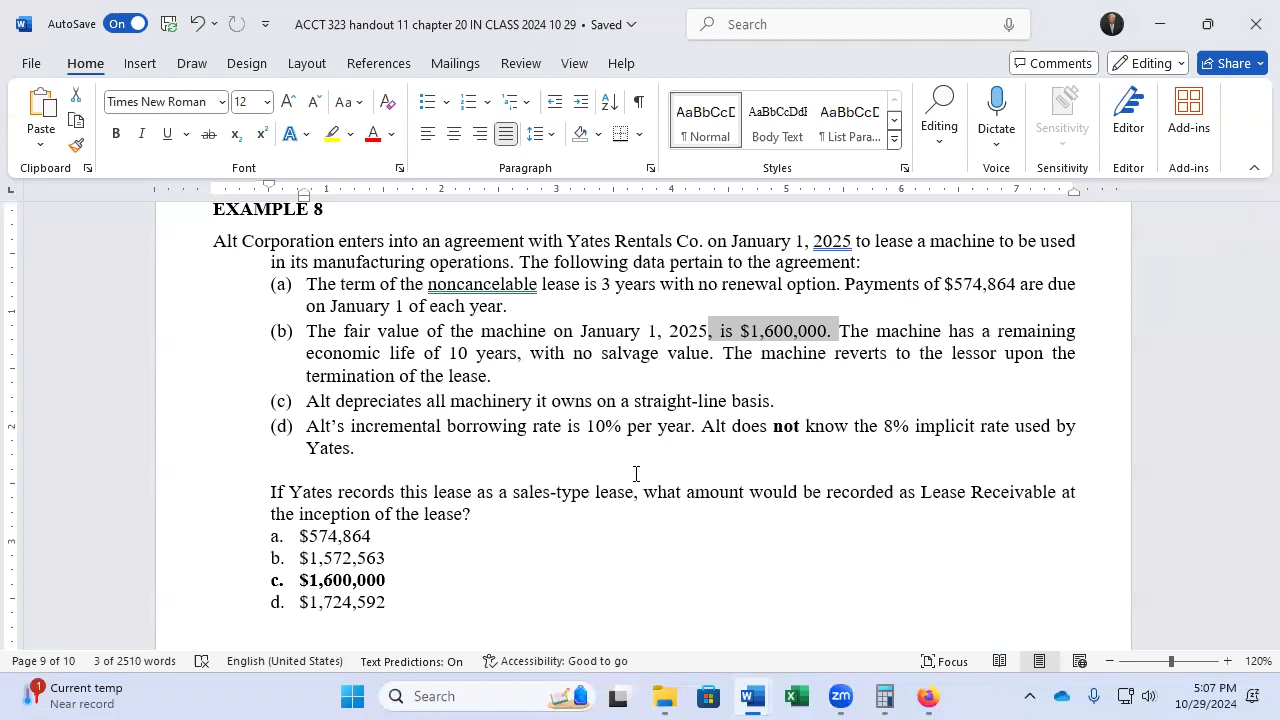 AutoSave On ACCT 323 handout 11 chapter 20 IN CLASS 2024 10 29 • Saved Search
File Home Insert Draw Design Layout References Mailings Review View Help Comments Editing Share
Times New Roman 12 Aa AaBbCcD AaBbCcDdI AaBbCcD
Paste ¶ Normal Body Text ¶ List Para... Editing Dictate Sensitivity Editor Add-ins
Clipboard Font Paragraph Styles Voice Sensitivity Editor Add-ins
1 2 3 4 5 6 7
EXAMPLE 8
Alt Corporation enters into an agreement with Yates Rentals Co. on January 1, 2025 to lease a machine to be used
in its manufacturing operations. The following data pertain to the agreement:
(a) The term of the noncancelable lease is 3 years with no renewal option. Payments of $574,864 are due
on January 1 of each year.
(b) The fair value of the machine on January 1, 2025, is $1,600,000. The machine has a remaining
economic life of 10 years, with no salvage value. The machine reverts to the lessor upon the
termination of the lease.
(c) Alt depreciates all machinery it owns on a straight-line basis.
(d) Alt’s incremental borrowing rate is 10% per year. Alt does not know the 8% implicit rate used by
Yates.
If Yates records this lease as a sales-type lease, what amount would be recorded as Lease Receivable at
the inception of the lease?
a. $574,864
b. $1,572,563
c. $1,600,000
d. $1,724,592
Page 9 of 10 3 of 2510 words English (United States) Text Predictions: On Accessibility: Good to go Focus 120%
1 Current temp
Near record
Search
zm
5:07 PM
10/29/2024